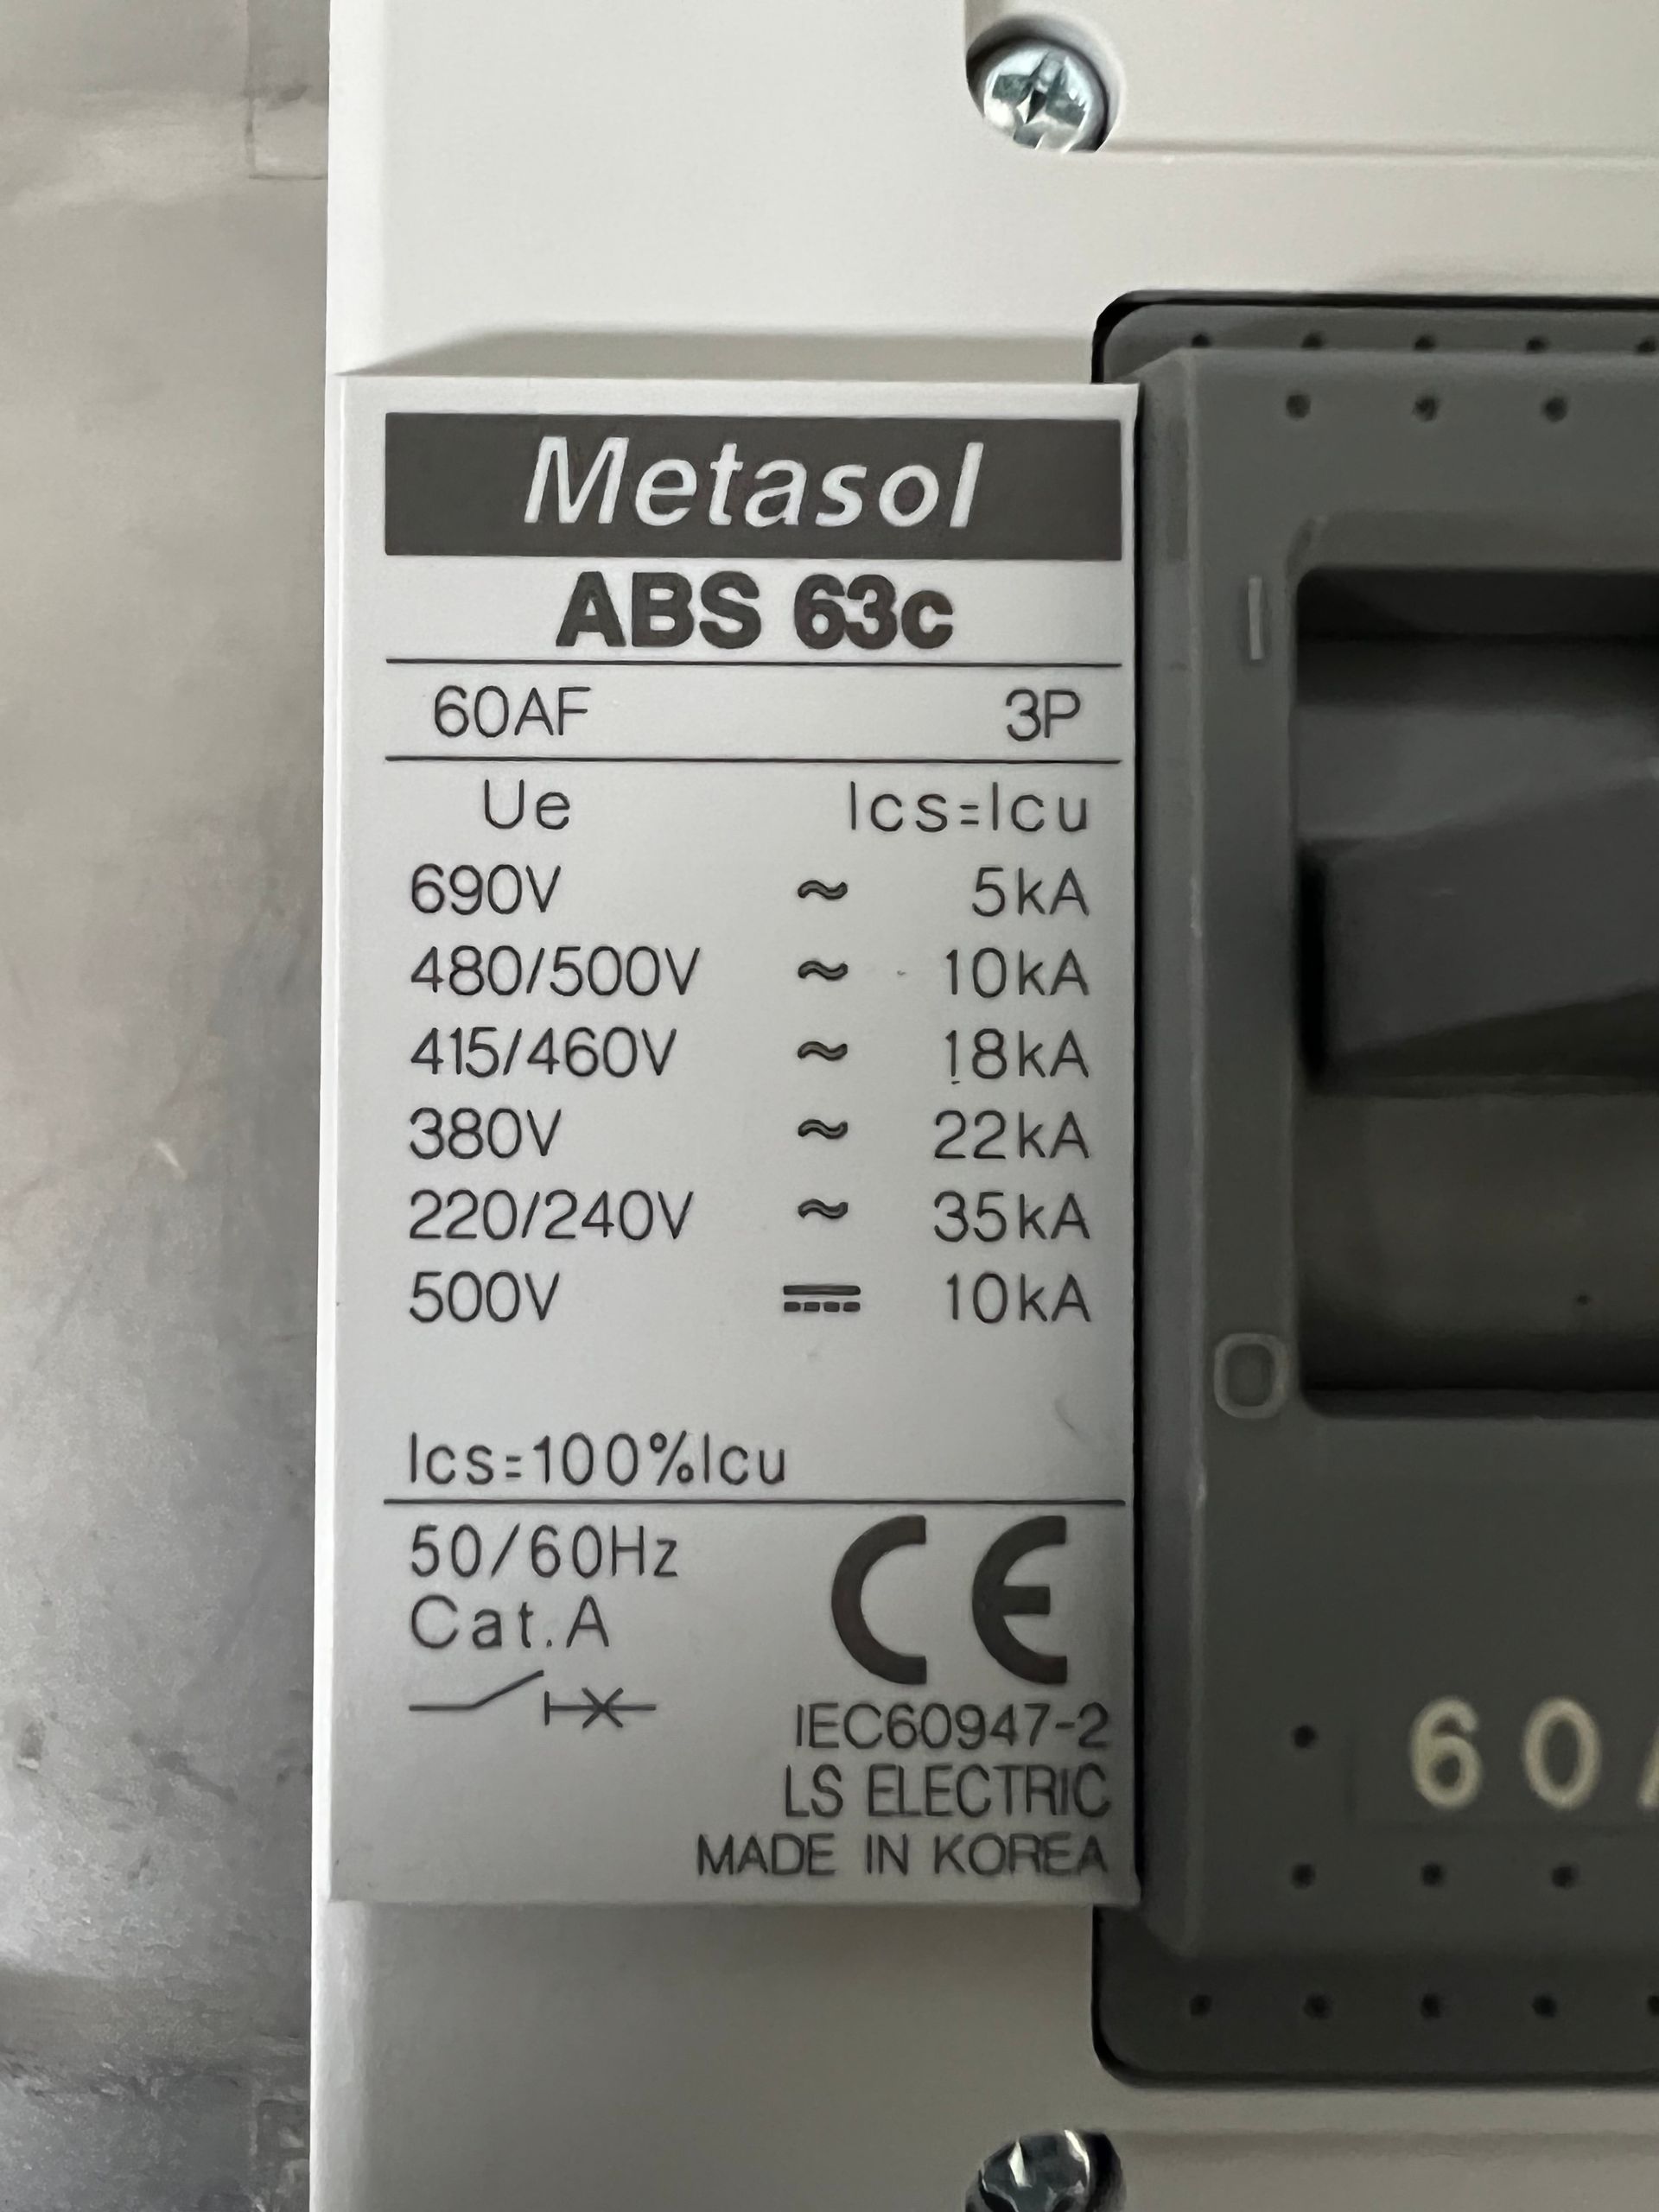 Metasol
ABS 63c
60AF 3P
Ue Ics=Icu
690V ~ 5kA
480/500V ~ 10kA
415/460V ~ 18kA
380V ~ 22kA
220/240V ~ 35kA
500V ⎓ 10kA
Ics=100%Icu
50/60Hz
Cat.A
CE
IEC60947-2
LS ELECTRIC
MADE IN KOREA
I
O
60